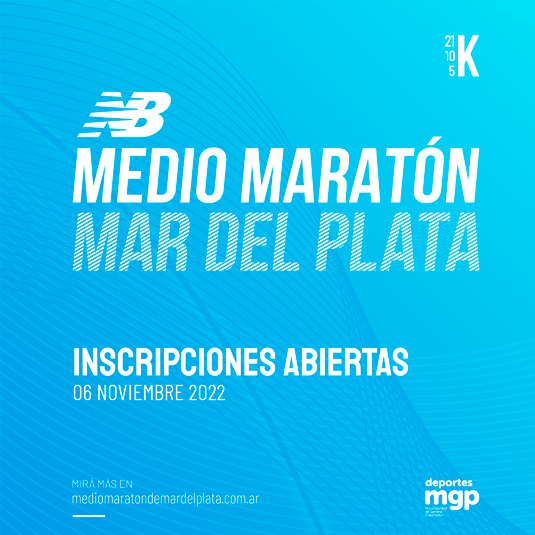 21
10
5
K
NB
MEDIO MARATÓN
MAR DEL PLATA
INSCRIPCIONES ABIERTAS
06 NOVIEMBRE 2022
MIRÁ MÁS EN
mediomaratondemardelplata.com.ar
deportes
mgp